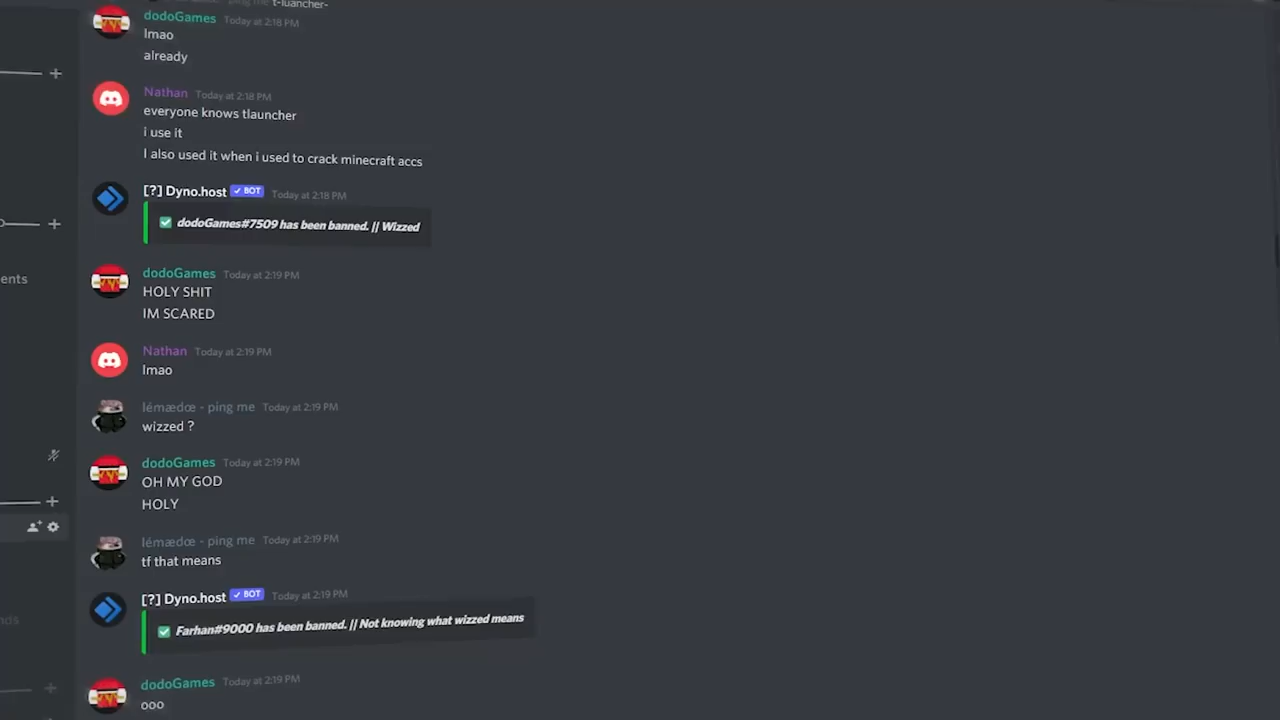 - ping me t-luancher-
dodoGames Today at 2:18 PM
lmao
already
Nathan Today at 2:18 PM
everyone knows tlauncher
i use it
I also used it when i used to crack minecraft accs
[?] Dyno.host ✓ BOT Today at 2:18 PM
✅ dodoGames#7509 has been banned. || Wizzed
dodoGames Today at 2:19 PM
HOLY SHIT
IM SCARED
Nathan Today at 2:19 PM
lmao
lémædœ - ping me Today at 2:19 PM
wizzed ?
dodoGames Today at 2:19 PM
OH MY GOD
HOLY
lémædœ - ping me Today at 2:19 PM
tf that means
[?] Dyno.host ✓ BOT Today at 2:19 PM
✅ Farhan#9000 has been banned. || Not knowing what wizzed means
dodoGames Today at 2:19 PM
ooo
ents
nds